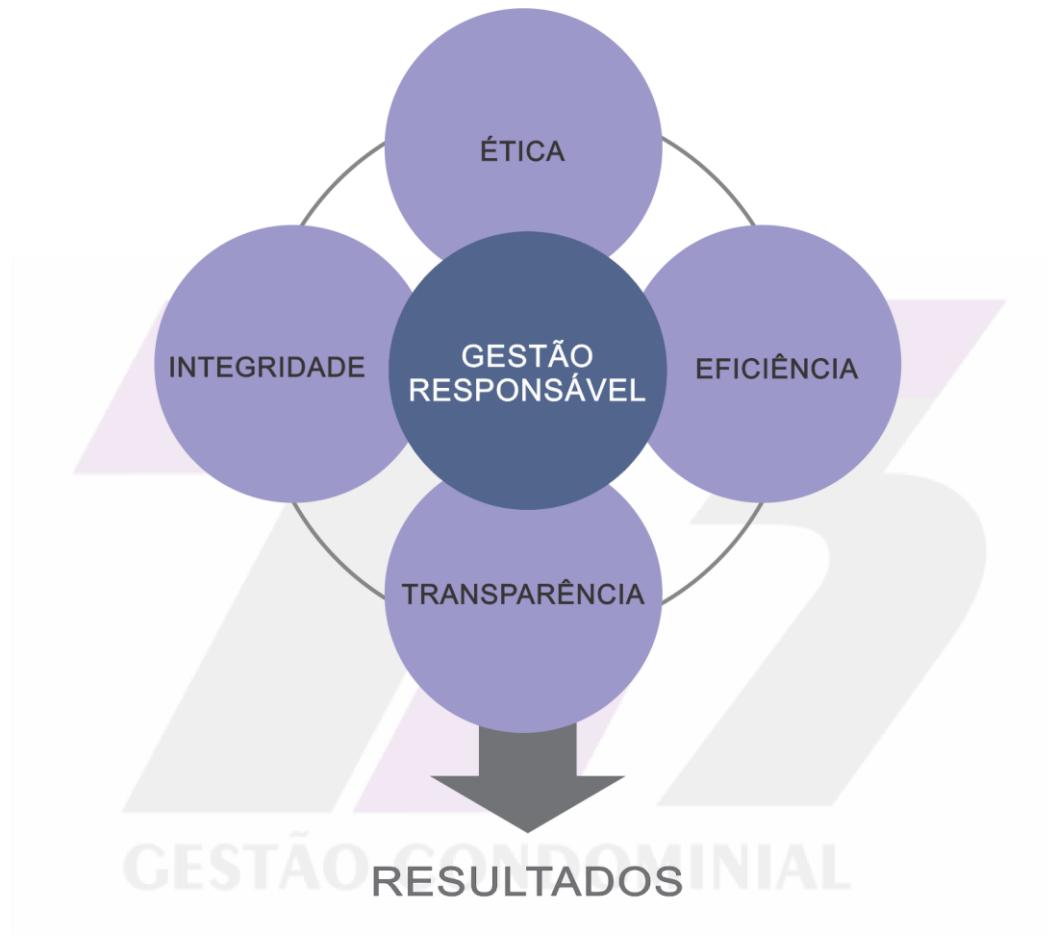 ÉTICA
INTEGRIDADE
GESTÃO
RESPONSÁVEL
EFICIÊNCIA
TRANSPARÊNCIA
GESTÃO CONDOMINIAL
RESULTADOS